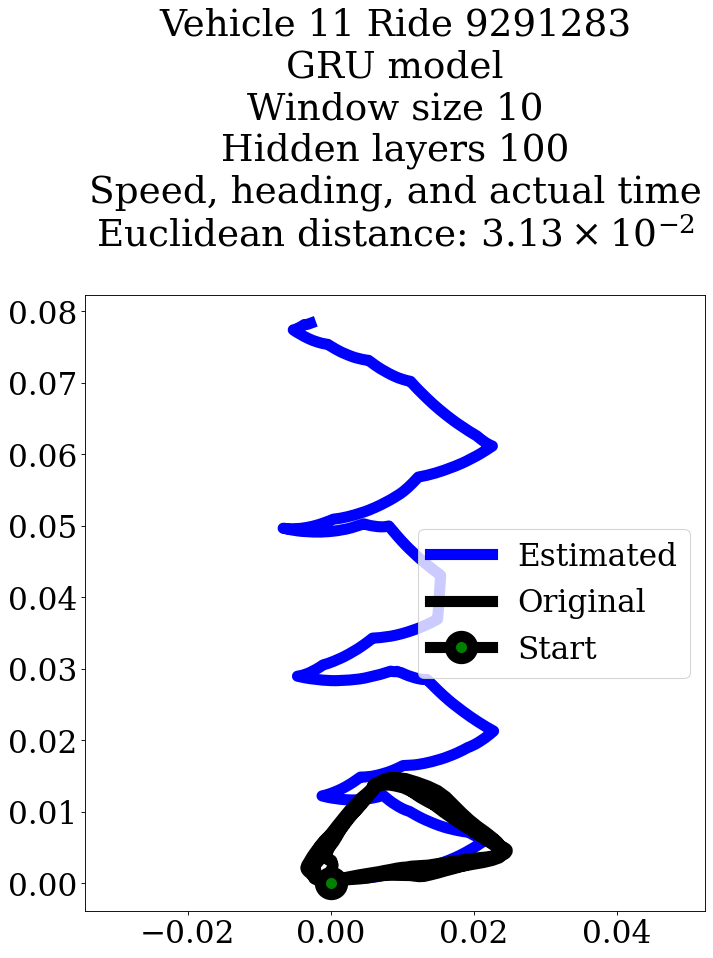 Vehicle 11 Ride 9291283
GRU model
Window size 10
Hidden layers 100
Speed, heading, and actual time
Euclidean distance: 3.13 × 10⁻²
0.08
0.07
0.06
0.05
0.04
0.03
0.02
0.01
0.00
Estimated
Original
Start
−0.02 0.00 0.02 0.04